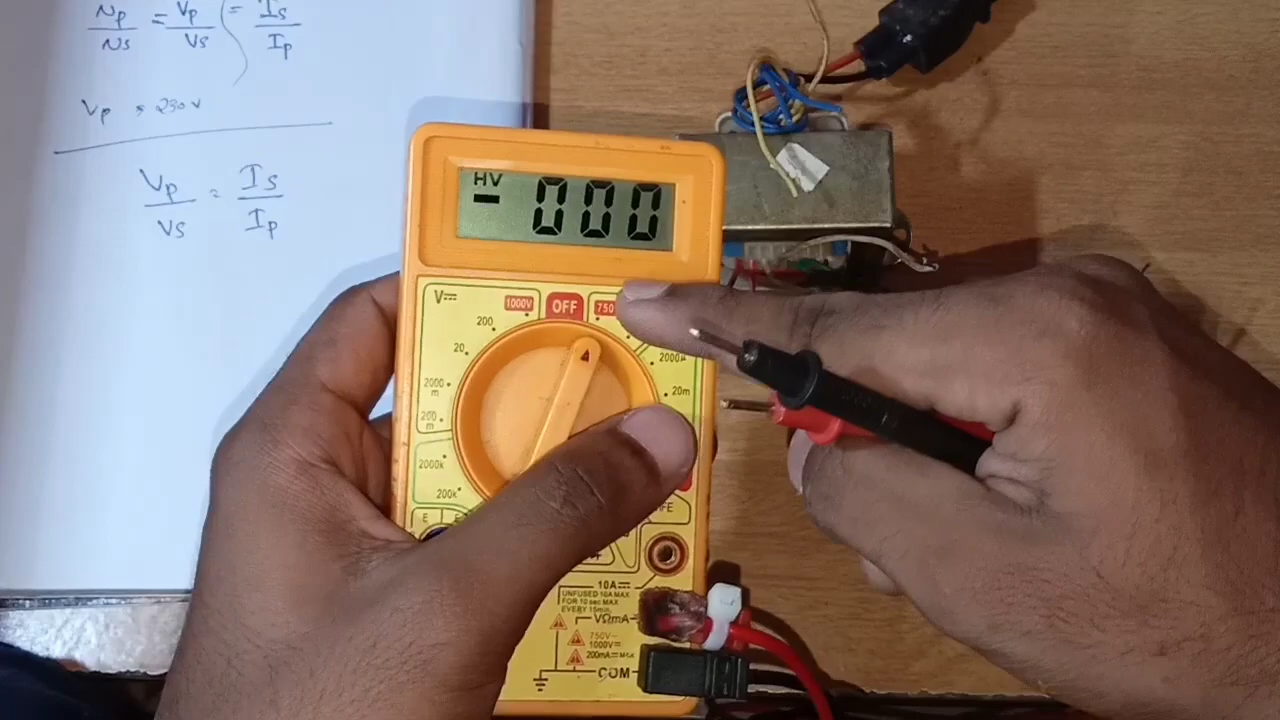 Np/Ns = Vp/Vs = Is/Ip
Vp = 230v
Vp/Vs = Is/Ip
HV
- 000
V⎓ 1000V OFF 750
200
20 2000µ
2000m 20m
200m
2000k
200k
10A⎓
UNFUSED 10A MAX
FOR 10 sec MAX
EVERY 15min.
VΩmA
750V~
1000V⎓
200mA⎓MAX
COM